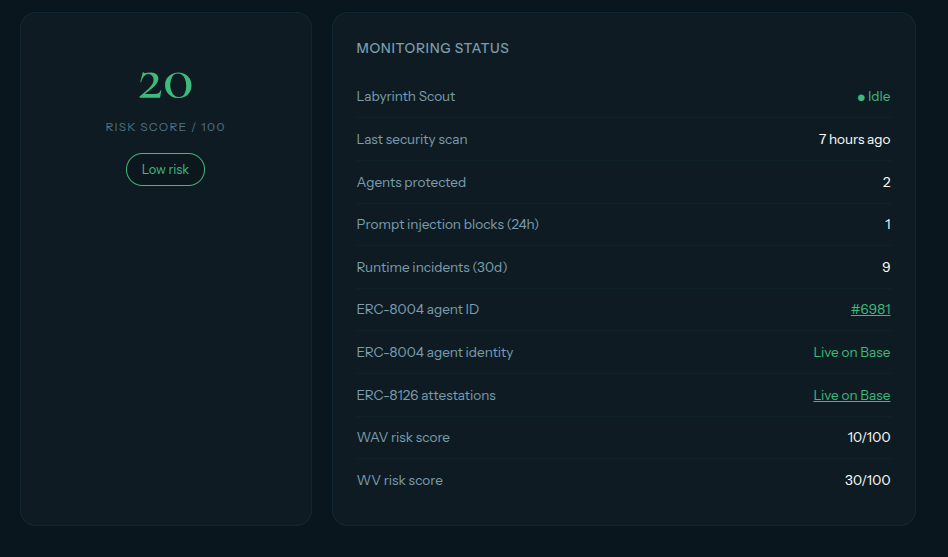 20
RISK SCORE / 100
Low risk
MONITORING STATUS
Labyrinth Scout Idle
Last security scan 7 hours ago
Agents protected 2
Prompt injection blocks (24h) 1
Runtime incidents (30d) 9
ERC-8004 agent ID #6981
ERC-8004 agent identity Live on Base
ERC-8126 attestations Live on Base
WAV risk score 10/100
WV risk score 30/100